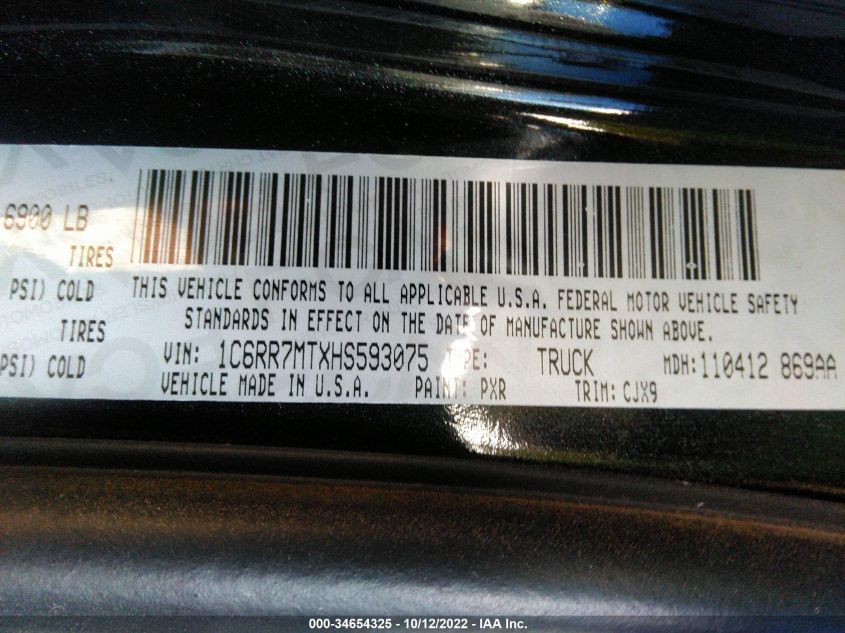 6900 LB
TIRES
PSI) COLD
THIS VEHICLE CONFORMS TO ALL APPLICABLE U.S.A. FEDERAL MOTOR VEHICLE SAFETY
TIRES
STANDARDS IN EFFECT ON THE DATE OF MANUFACTURE SHOWN ABOVE.
PSI) COLD
VIN: 1C6RR7MTXHS593075 TYPE: TRUCK MDH:110412 869AA
VEHICLE MADE IN U.S.A. PAINT: PXR TRIM: CJX9
000-34654325 - 10/12/2022 - IAA Inc.